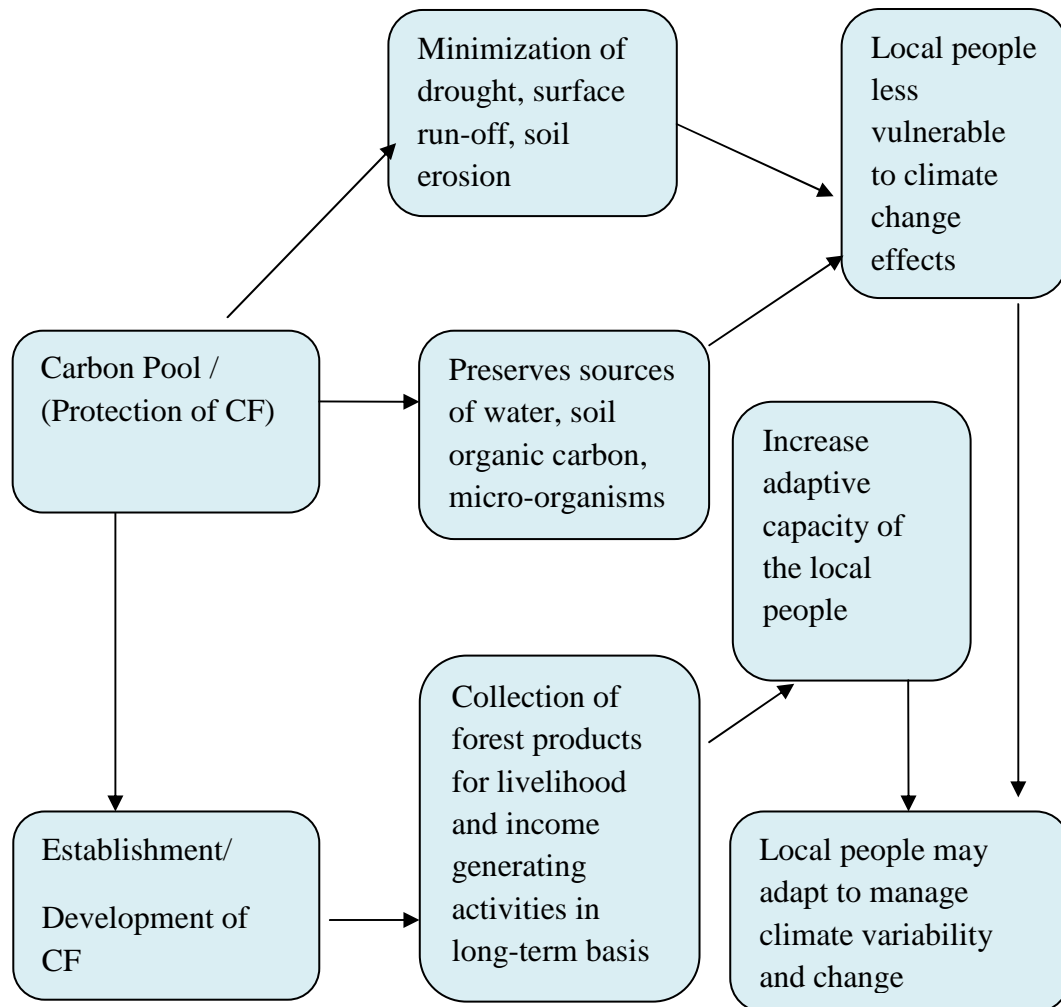 Minimization of
drought, surface
run-off, soil
erosion
Local people
less
vulnerable
to climate
change
effects
Carbon Pool /
(Protection of CF)
Preserves sources
of water, soil
organic carbon,
micro-organisms
Increase
adaptive
capacity of
the local
people
Establishment/
Development of
CF
Collection of
forest products
for livelihood
and income
generating
activities in
long-term basis
Local people may
adapt to manage
climate variability
and change